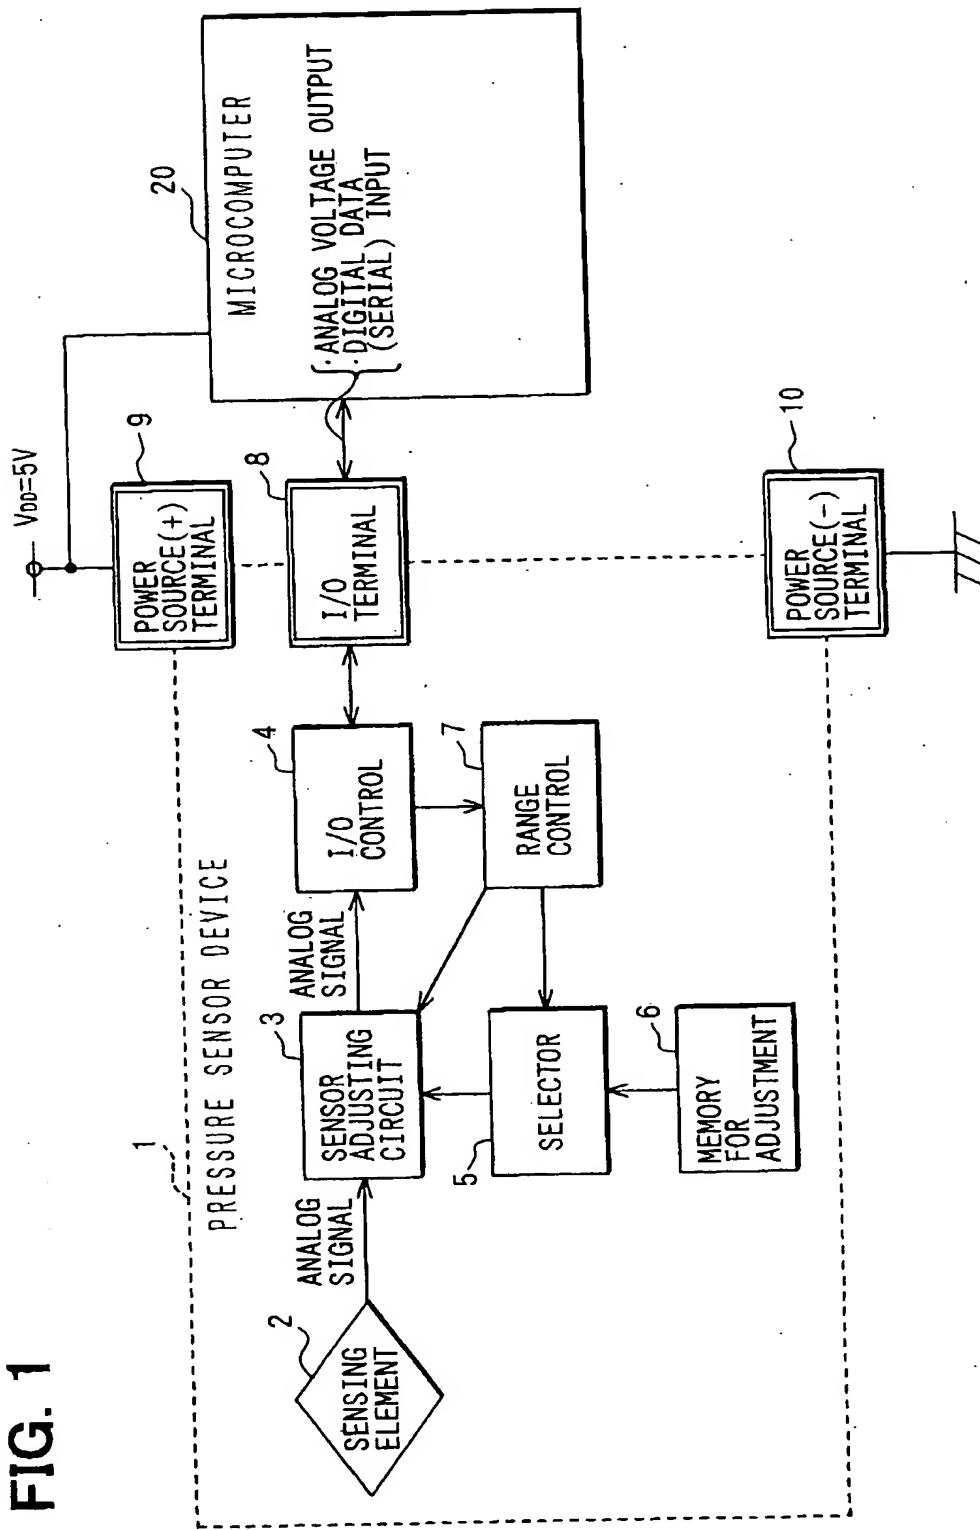 FIG. 1
1
PRESSURE SENSOR DEVICE
2
SENSING
ELEMENT
ANALOG
SIGNAL
3
SENSOR
ADJUSTING
CIRCUIT
ANALOG
SIGNAL
4
I/O
CONTROL
5
SELECTOR
6
MEMORY
FOR
ADJUSTMENT
7
RANGE
CONTROL
8
I/O
TERMINAL
VDD=5V
9
POWER
SOURCE(+)
TERMINAL
10
POWER
SOURCE(-)
TERMINAL
20
MICROCOMPUTER
·ANALOG VOLTAGE OUTPUT
·DIGITAL DATA
(SERIAL) INPUT